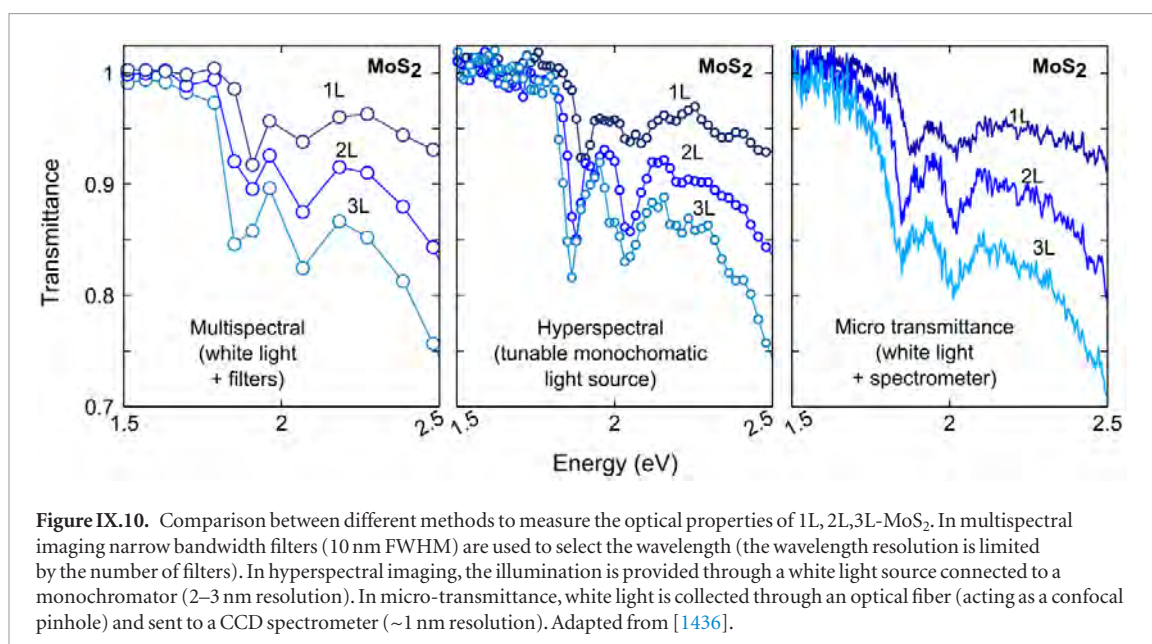 MoS2
1L
2L
3L
Multispectral
(white light
+ filters)
MoS2
1L
2L
3L
Hyperspectral
(tunable monochomatic
light source)
MoS2
1L
2L
3L
Micro transmittance
(white light
+ spectrometer)
Transmittance
1
0.9
0.8
0.7
1.5
2
2.5
1.5
2
2.5
1.5
2
2.5
Energy (eV)
Figure IX.10. Comparison between different methods to measure the optical properties of 1L, 2L,3L-MoS2. In multispectral
imaging narrow bandwidth filters (10 nm FWHM) are used to select the wavelength (the wavelength resolution is limited
by the number of filters). In hyperspectral imaging, the illumination is provided through a white light source connected to a
monochromator (2–3 nm resolution). In micro-transmittance, white light is collected through an optical fiber (acting as a confocal
pinhole) and sent to a CCD spectrometer (~1 nm resolution). Adapted from [1436].